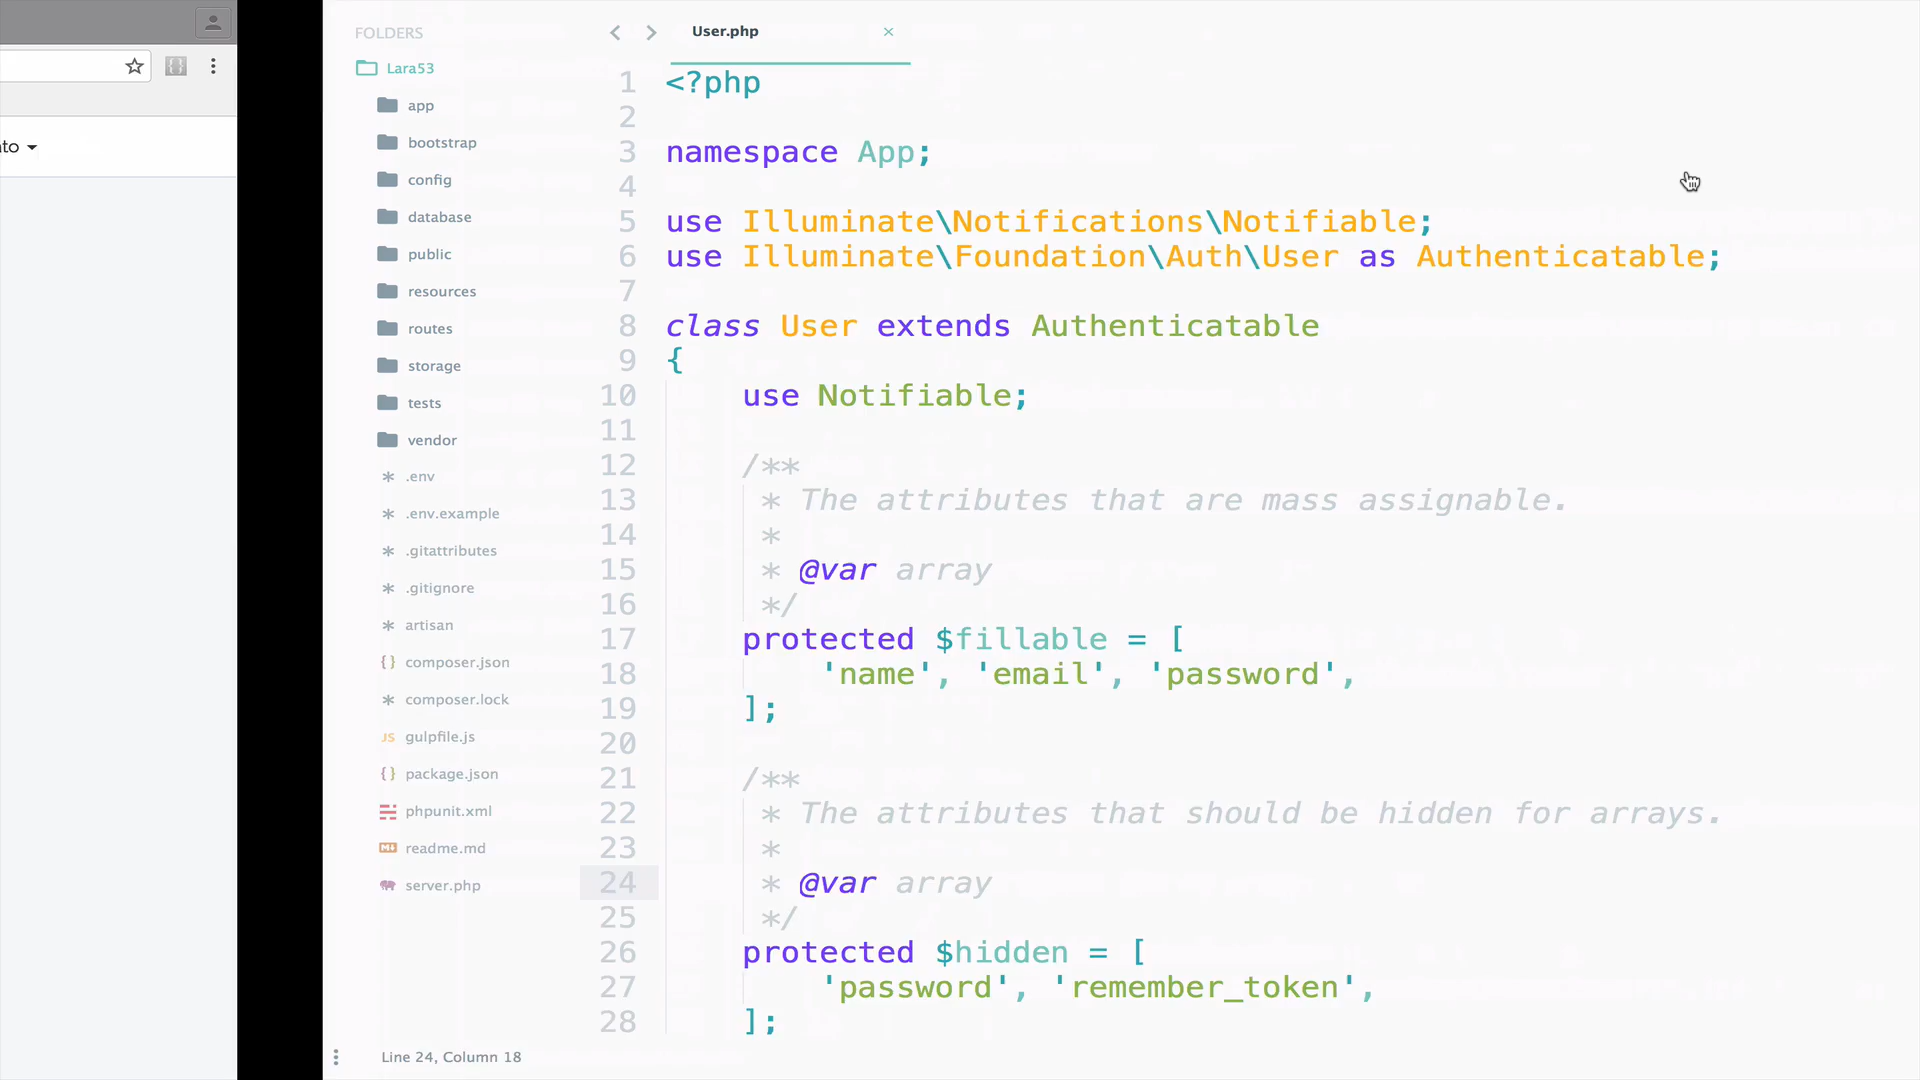 nto
FOLDERS
Lara53
app
bootstrap
config
database
public
resources
routes
storage
tests
vendor
.env
.env.example
.gitattributes
.gitignore
artisan
composer.json
composer.lock
gulpfile.js
package.json
phpunit.xml
readme.md
server.php
User.php
1 <?php
2
3 namespace App;
4
5 use Illuminate\Notifications\Notifiable;
6 use Illuminate\Foundation\Auth\User as Authenticatable;
7
8 class User extends Authenticatable
9 {
10 use Notifiable;
11
12 /**
13 * The attributes that are mass assignable.
14 *
15 * @var array
16 */
17 protected $fillable = [
18 'name', 'email', 'password',
19 ];
20
21 /**
22 * The attributes that should be hidden for arrays.
23 *
24 * @var array
25 */
26 protected $hidden = [
27 'password', 'remember_token',
28 ];
Line 24, Column 18